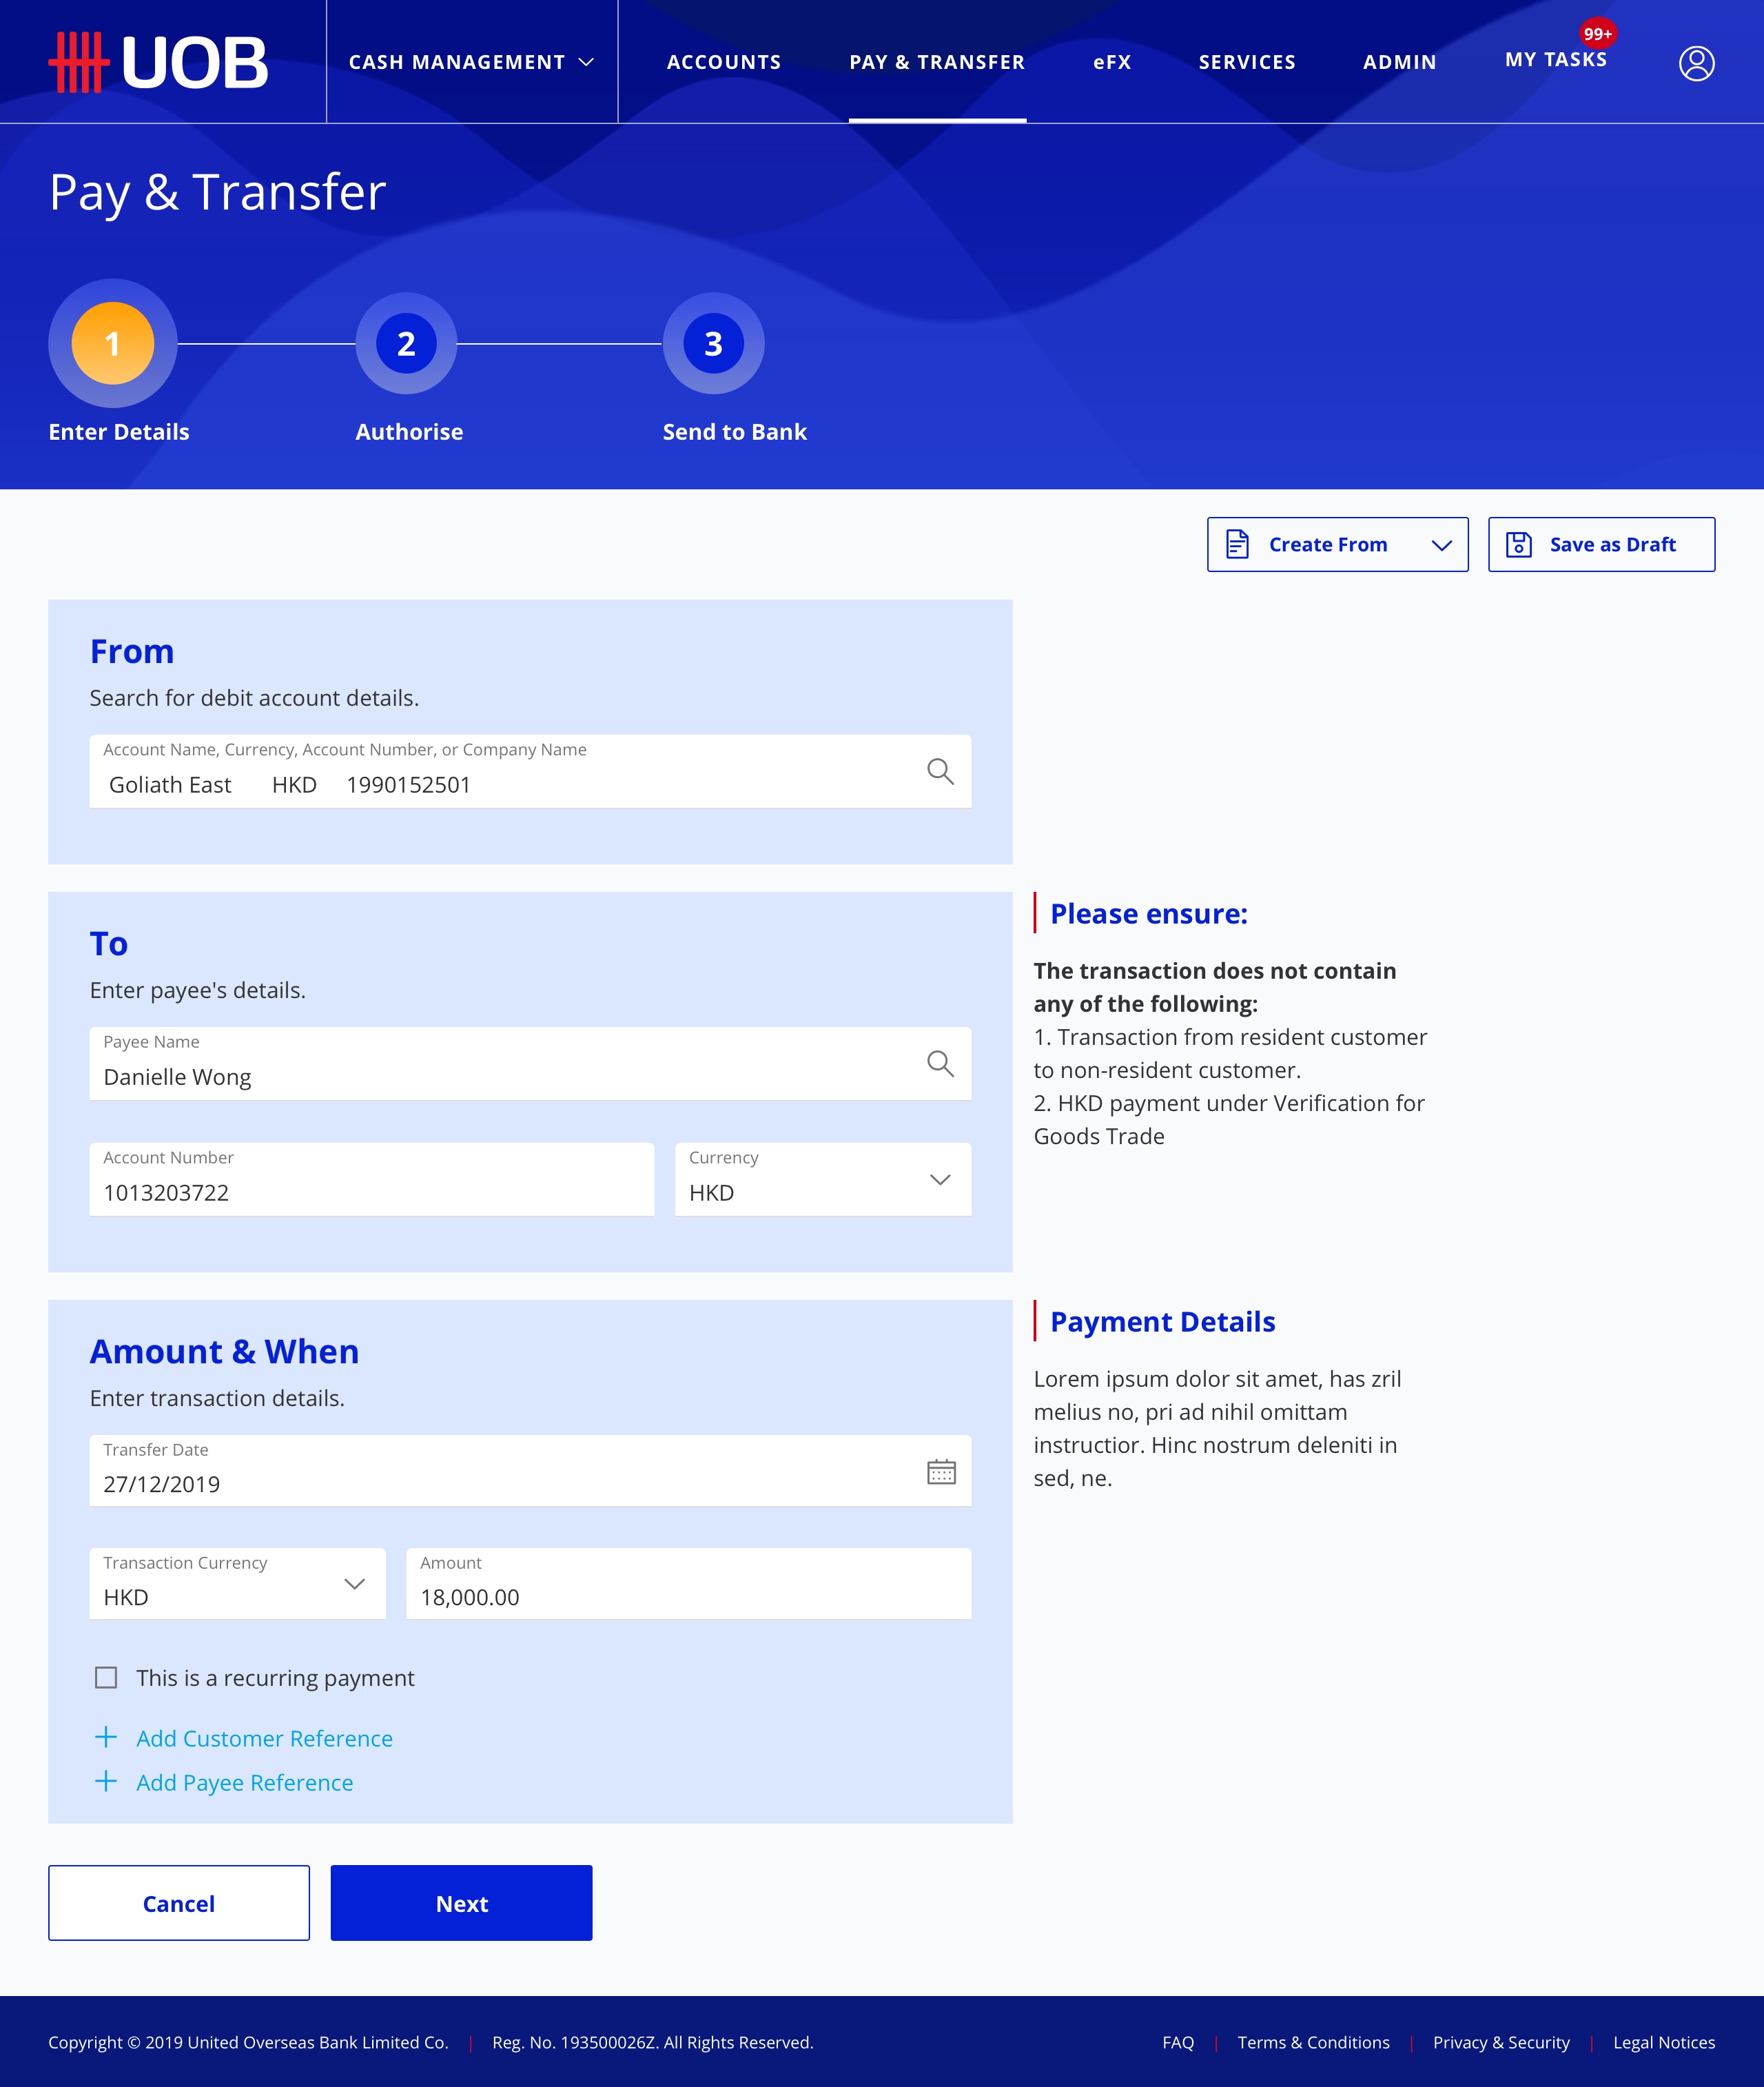 UOB
CASH MANAGEMENT
ACCOUNTS
PAY & TRANSFER
eFX
SERVICES
ADMIN
MY TASKS
99+
Pay & Transfer
1
2
3
Enter Details
Authorise
Send to Bank
Create From
Save as Draft
From
Search for debit account details.
Account Name, Currency, Account Number, or Company Name
Goliath East HKD 1990152501
To
Enter payee's details.
Payee Name
Danielle Wong
Account Number
1013203722
Currency
HKD
Please ensure:
The transaction does not contain
any of the following:
1. Transaction from resident customer
to non-resident customer.
2. HKD payment under Verification for
Goods Trade
Amount & When
Enter transaction details.
Transfer Date
27/12/2019
Transaction Currency
HKD
Amount
18,000.00
This is a recurring payment
Add Customer Reference
Add Payee Reference
Payment Details
Lorem ipsum dolor sit amet, has zril
melius no, pri ad nihil omittam
instructior. Hinc nostrum deleniti in
sed, ne.
Cancel
Next
Copyright © 2019 United Overseas Bank Limited Co. | Reg. No. 193500026Z. All Rights Reserved.
FAQ | Terms & Conditions | Privacy & Security | Legal Notices